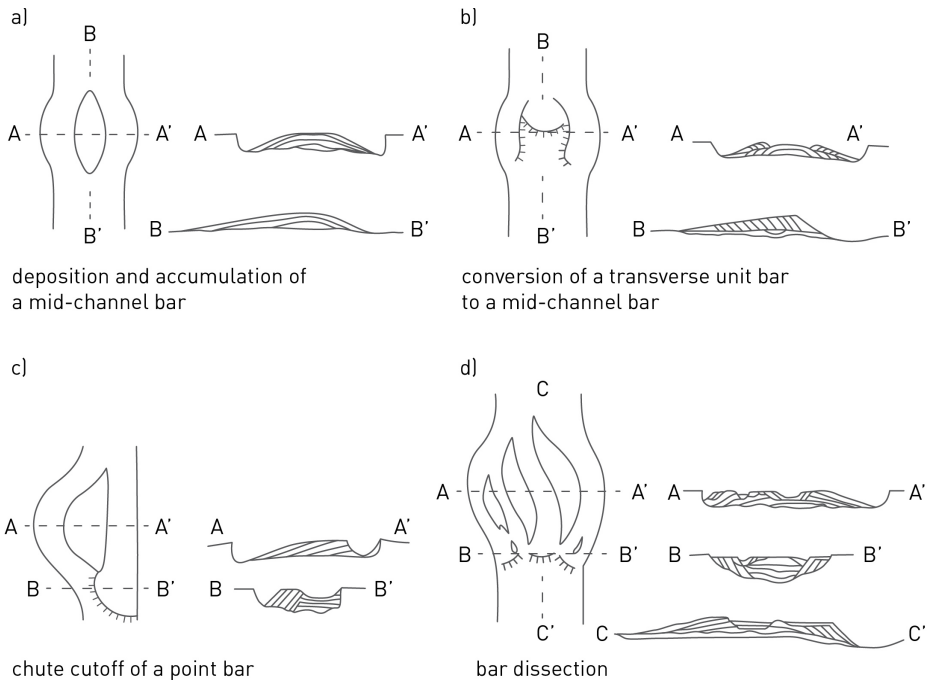 a)
B
A
A'
B'
A
A'
B
B'
deposition and accumulation of
a mid-channel bar
b)
B
A
A'
B'
A
A'
B
B'
conversion of a transverse unit bar
to a mid-channel bar
c)
A
A'
B
B'
A
A'
B
B'
chute cutoff of a point bar
d)
C
A
A'
B
B'
C'
A
A'
B
B'
C
C'
bar dissection